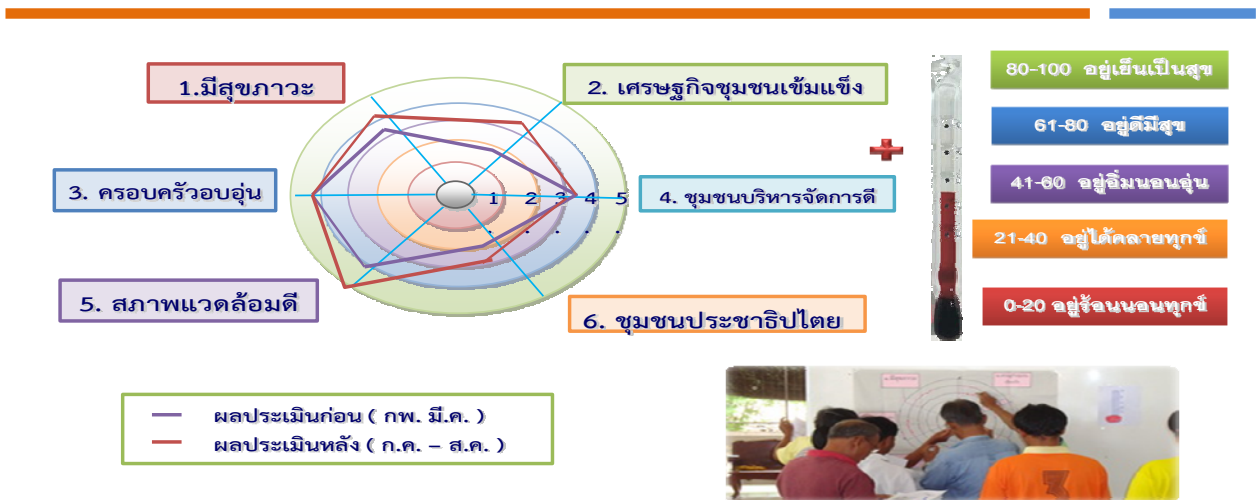 1.มีสุขภาวะ
2. เศรษฐกิจชุมชนเข้มแข็ง
80-100 อยู่เย็นเป็นสุข
61-80 อยู่ดีมีสุข
3. ครอบครัวอบอุ่น
1 2 3 4 5
. . . . .
4. ชุมชนบริหารจัดการดี
41-60 อยู่อิ่มนอนอุ่น
21-40 อยู่ได้คลายทุกข์
5. สภาพแวดล้อมดี
6. ชุมชนประชาธิปไตย
0-20 อยู่ร้อนนอนทุกข์
ผลประเมินก่อน ( กพ. มี.ค. )
ผลประเมินหลัง ( ก.ค. – ส.ค. )